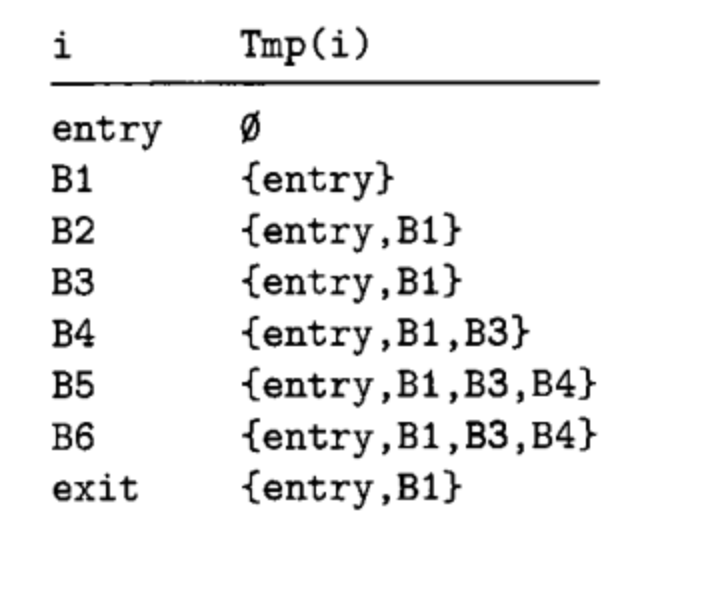 i Tmp(i)
entry ∅
B1 {entry}
B2 {entry,B1}
B3 {entry,B1}
B4 {entry,B1,B3}
B5 {entry,B1,B3,B4}
B6 {entry,B1,B3,B4}
exit {entry,B1}